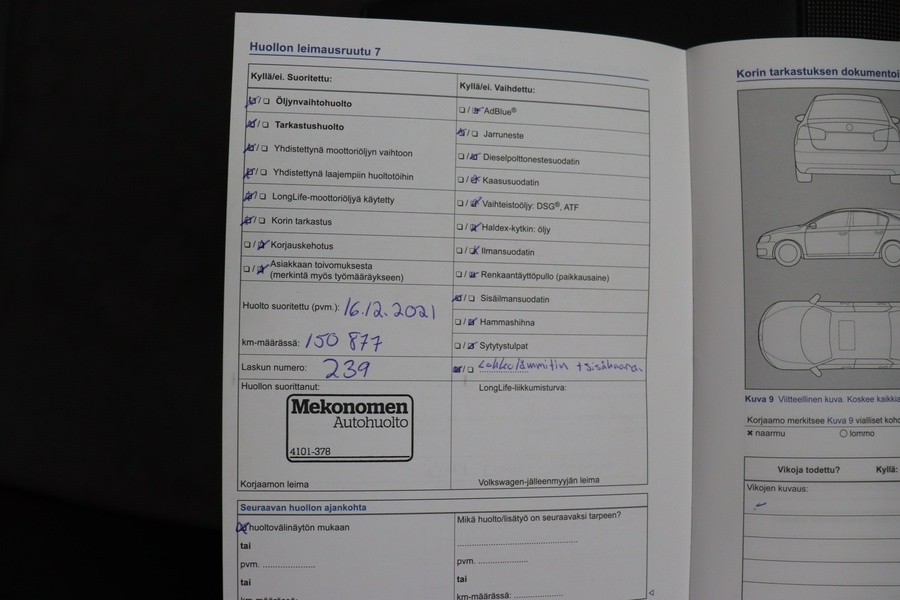 Huollon leimausruutu 7
Kyllä/ei. Suoritettu:
Öljynvaihtohuolto
Tarkastushuolto
Yhdistettynä moottoriöljyn vaihtoon
Yhdistettynä laajempiin huoltotöihin
LongLife-moottoriöljyä käytetty
Korin tarkastus
Korjauskehotus
Asiakkaan toivomuksesta
(merkintä myös työmääräykseen)
Huolto suoritettu (pvm.): 16.12.2021
km-määrässä: 150 877
Laskun numero: 239
Huollon suorittanut:
Mekonomen
Autohuolto
4101-378
Korjaamon leima
Kyllä/ei. Vaihdettu:
AdBlue®
Jarruneste
Dieselpolttonestesuodatin
Kaasusuodatin
Vaihteistoöljy: DSG®, ATF
Haldex-kytkin: öljy
Ilmansuodatin
Renkaantäyttöpullo (paikkausaine)
Sisäilmansuodatin
Hammashihna
Sytytystulpat
Lohkolämmitin + sisähaara.
LongLife-liikkumisturva:
Volkswagen-jälleenmyyjän leima
Seuraavan huollon ajankohta
huoltovälinäytön mukaan
tai
pvm. ....................
tai
km-määrässä: ....................
Mikä huolto/lisätyö on seuraavaksi tarpeen?
pvm. ....................
tai
km-määrässä: ....................
Korin tarkastuksen dokumentoi
Kuva 9 Viitteellinen kuva. Koskee kaikkia
Korjaamo merkitsee Kuva 9 vialliset koh
naarmu
lommo
Vikoja todettu? Kyllä:
Vikojen kuvaus: